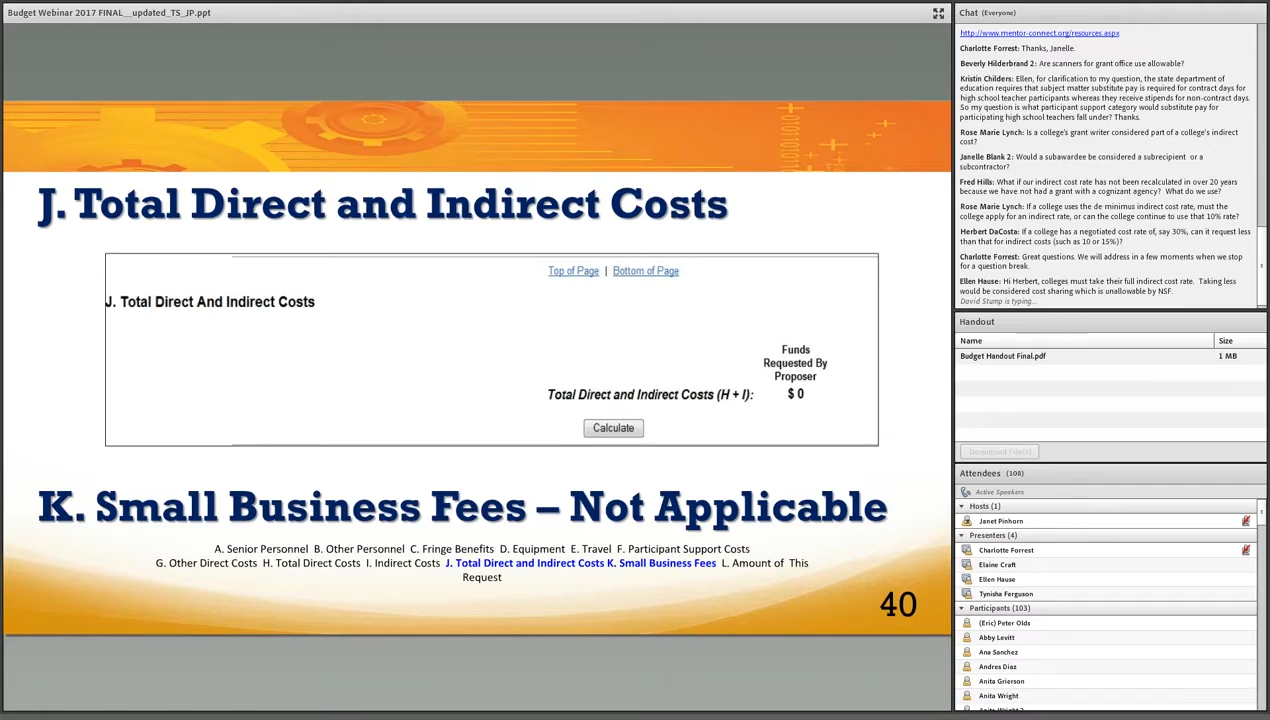 Budget Webinar 2017 FINAL__updated_TS_JP.ppt
J. Total Direct and Indirect Costs
Top of Page | Bottom of Page
J. Total Direct And Indirect Costs
Funds
Requested By
Proposer
Total Direct and Indirect Costs (H + I): $ 0
Calculate
K. Small Business Fees – Not Applicable
A. Senior Personnel B. Other Personnel C. Fringe Benefits D. Equipment E. Travel F. Participant Support Costs
G. Other Direct Costs H. Total Direct Costs I. Indirect Costs J. Total Direct and Indirect Costs K. Small Business Fees L. Amount of This
Request
40
Chat (Everyone)
http://www.mentor-connect.org/resources.aspx
Charlotte Forrest: Thanks, Janelle.
Beverly Hilderbrand 2: Are scanners for grant office use allowable?
Kristin Childers: Ellen, for clarification to my question, the state department of
education requires that subject matter substitute pay is required for contract days for
high school teacher participants whereas they receive stipends for non-contract days.
So my question is what participant support category would substitute pay for
participating high school teachers fall under? Thanks.
Rose Marie Lynch: Is a college's grant writer considered part of a college's indirect
cost?
Janelle Blank 2: Would a subawardee be considered a subrecipient or a
subcontractor?
Fred Hills: What if our indirect cost rate has not been recalculated in over 20 years
because we have not had a grant with a cognizant agency? What do we use?
Rose Marie Lynch: If a college uses the de minimus indirect cost rate, must the
college apply for an indirect rate, or can the college continue to use that 10% rate?
Herbert DaCosta: If a college has a negotiated cost rate of, say 30%, can it request less
than that for indirect costs (such as 10 or 15%)?
Charlotte Forrest: Great questions. We will address in a few moments when we stop
for a question break.
Ellen Hause: Hi Herbert, colleges must take their full indirect cost rate. Taking less
would be considered cost sharing which is unallowable by NSF.
David Stump is typing...
Handout
Name Size
Budget Handout Final.pdf 1 MB
Download File(s)
Attendees (108)
Active Speakers
Hosts (1)
Janet Pinhorn
Presenters (4)
Charlotte Forrest
Elaine Craft
Ellen Hause
Tynisha Ferguson
Participants (103)
(Eric) Peter Olds
Abby Levitt
Ana Sanchez
Andres Diaz
Anita Grierson
Anita Wright
Anita Wright 2